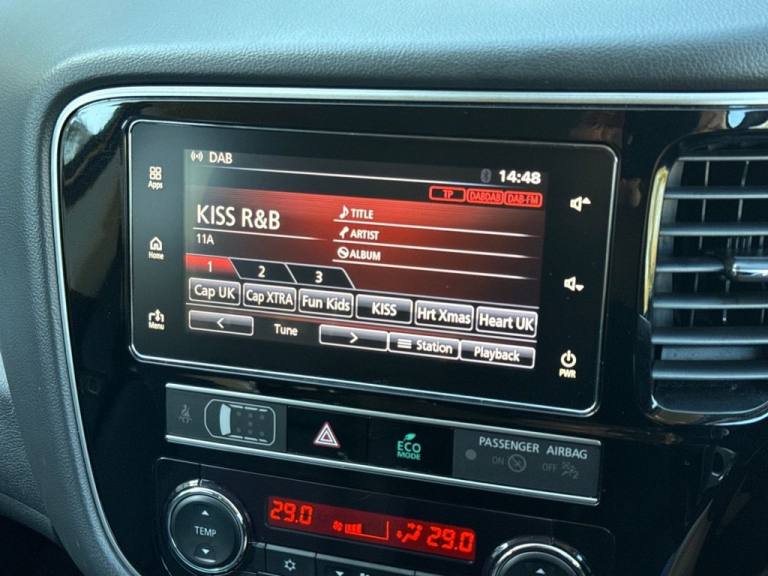 DAB
14:48
Apps
TP DABDAB DAB-FM
KISS R&B
TITLE
11A
ARTIST
ALBUM
Home
1 2 3
Cap UK Cap XTRA Fun Kids KISS Hrt Xmas Heart UK
Menu
< Tune > Station Playback
PWR
ECO
MODE
PASSENGER AIRBAG
ON OFF
TEMP
29.0 29.0